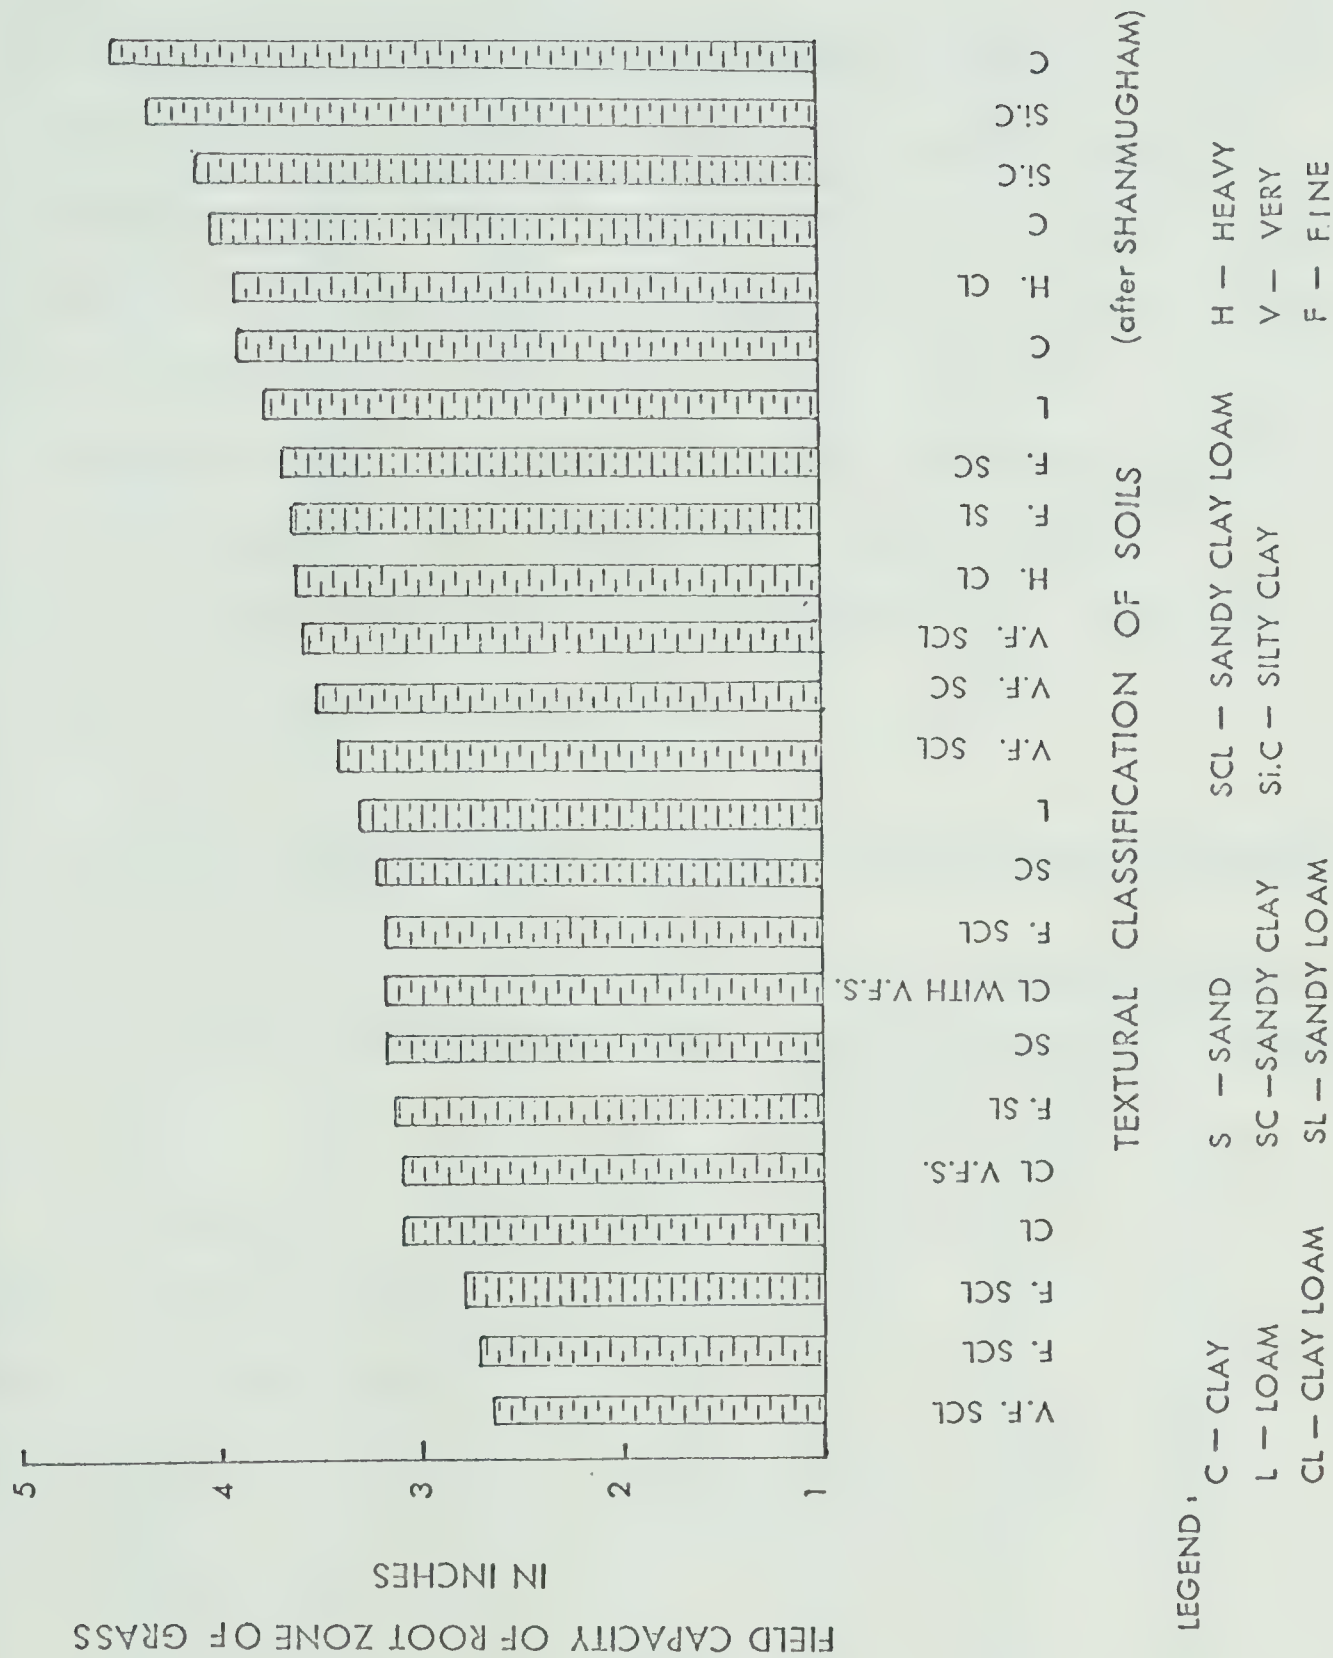 FIELD CAPACITY OF ROOT ZONE OF GRASS
IN INCHES
5
4
3
2
1
V.F. SCL
F. SCL
F. SCL
CL
CL V.F.S.
F. SL
SC
CL WITH V.F.S.
F. SCL
SC
L
V.F. SCL
V.F. SC
V.F. SCL
H. CL
F. SL
F. SC
L
C
H. CL
C
Si.C
Si.C
C
TEXTURAL CLASSIFICATION OF SOILS (after SHANMUGHAM)
LEGEND:
C — CLAY S — SAND SCL — SANDY CLAY LOAM H — HEAVY
L — LOAM SC — SANDY CLAY Si.C — SILTY CLAY V — VERY
CL — CLAY LOAM SL — SANDY LOAM F — FINE